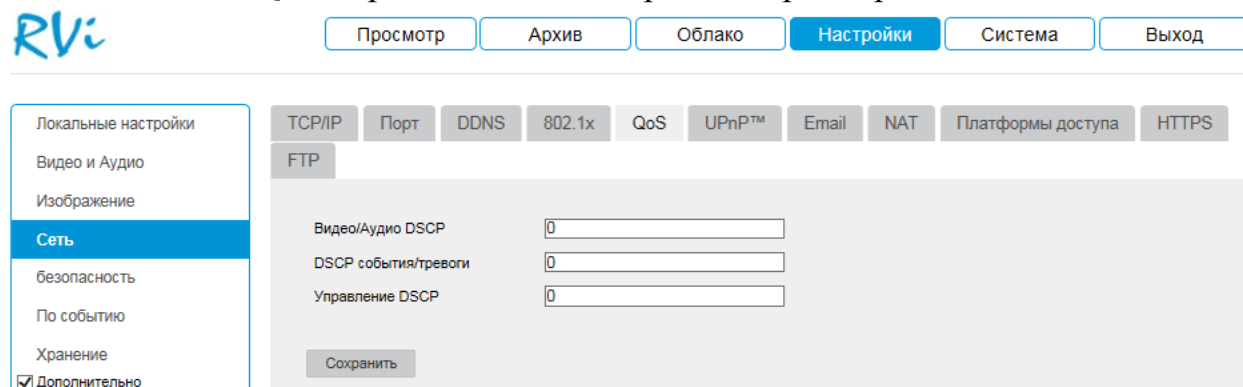 RVi
Просмотр Архив Облако Настройки Система Выход
TCP/IP Порт DDNS 802.1x QoS UPnP™ Email NAT Платформы доступа HTTPS
FTP
Локальные настройки
Видео и Аудио
Изображение
Сеть
безопасность
По событию
Хранение
Дополнительно
Видео/Аудио DSCP 0
DSCP события/тревоги 0
Управление DSCP 0
Сохранить